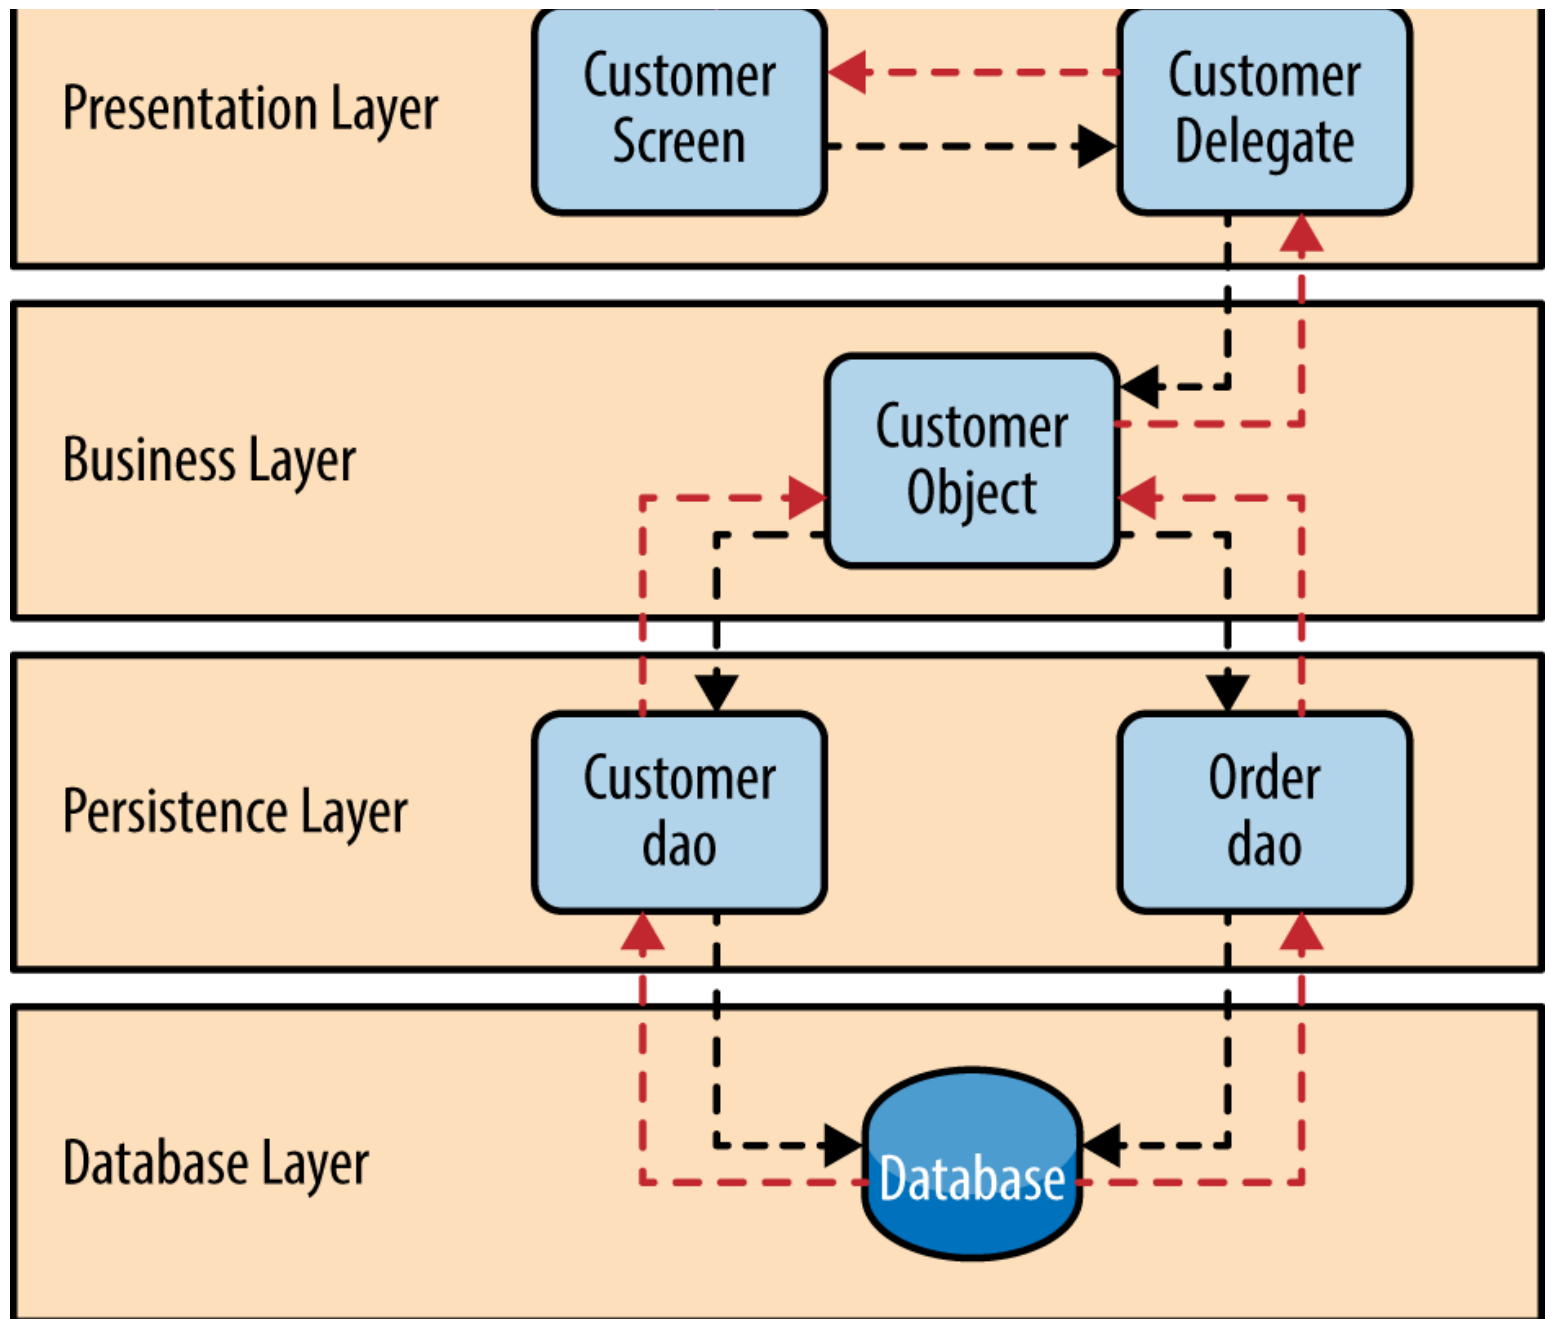 Presentation Layer
Customer
Screen
Customer
Delegate
Business Layer
Customer
Object
Persistence Layer
Customer
dao
Order
dao
Database Layer
Database